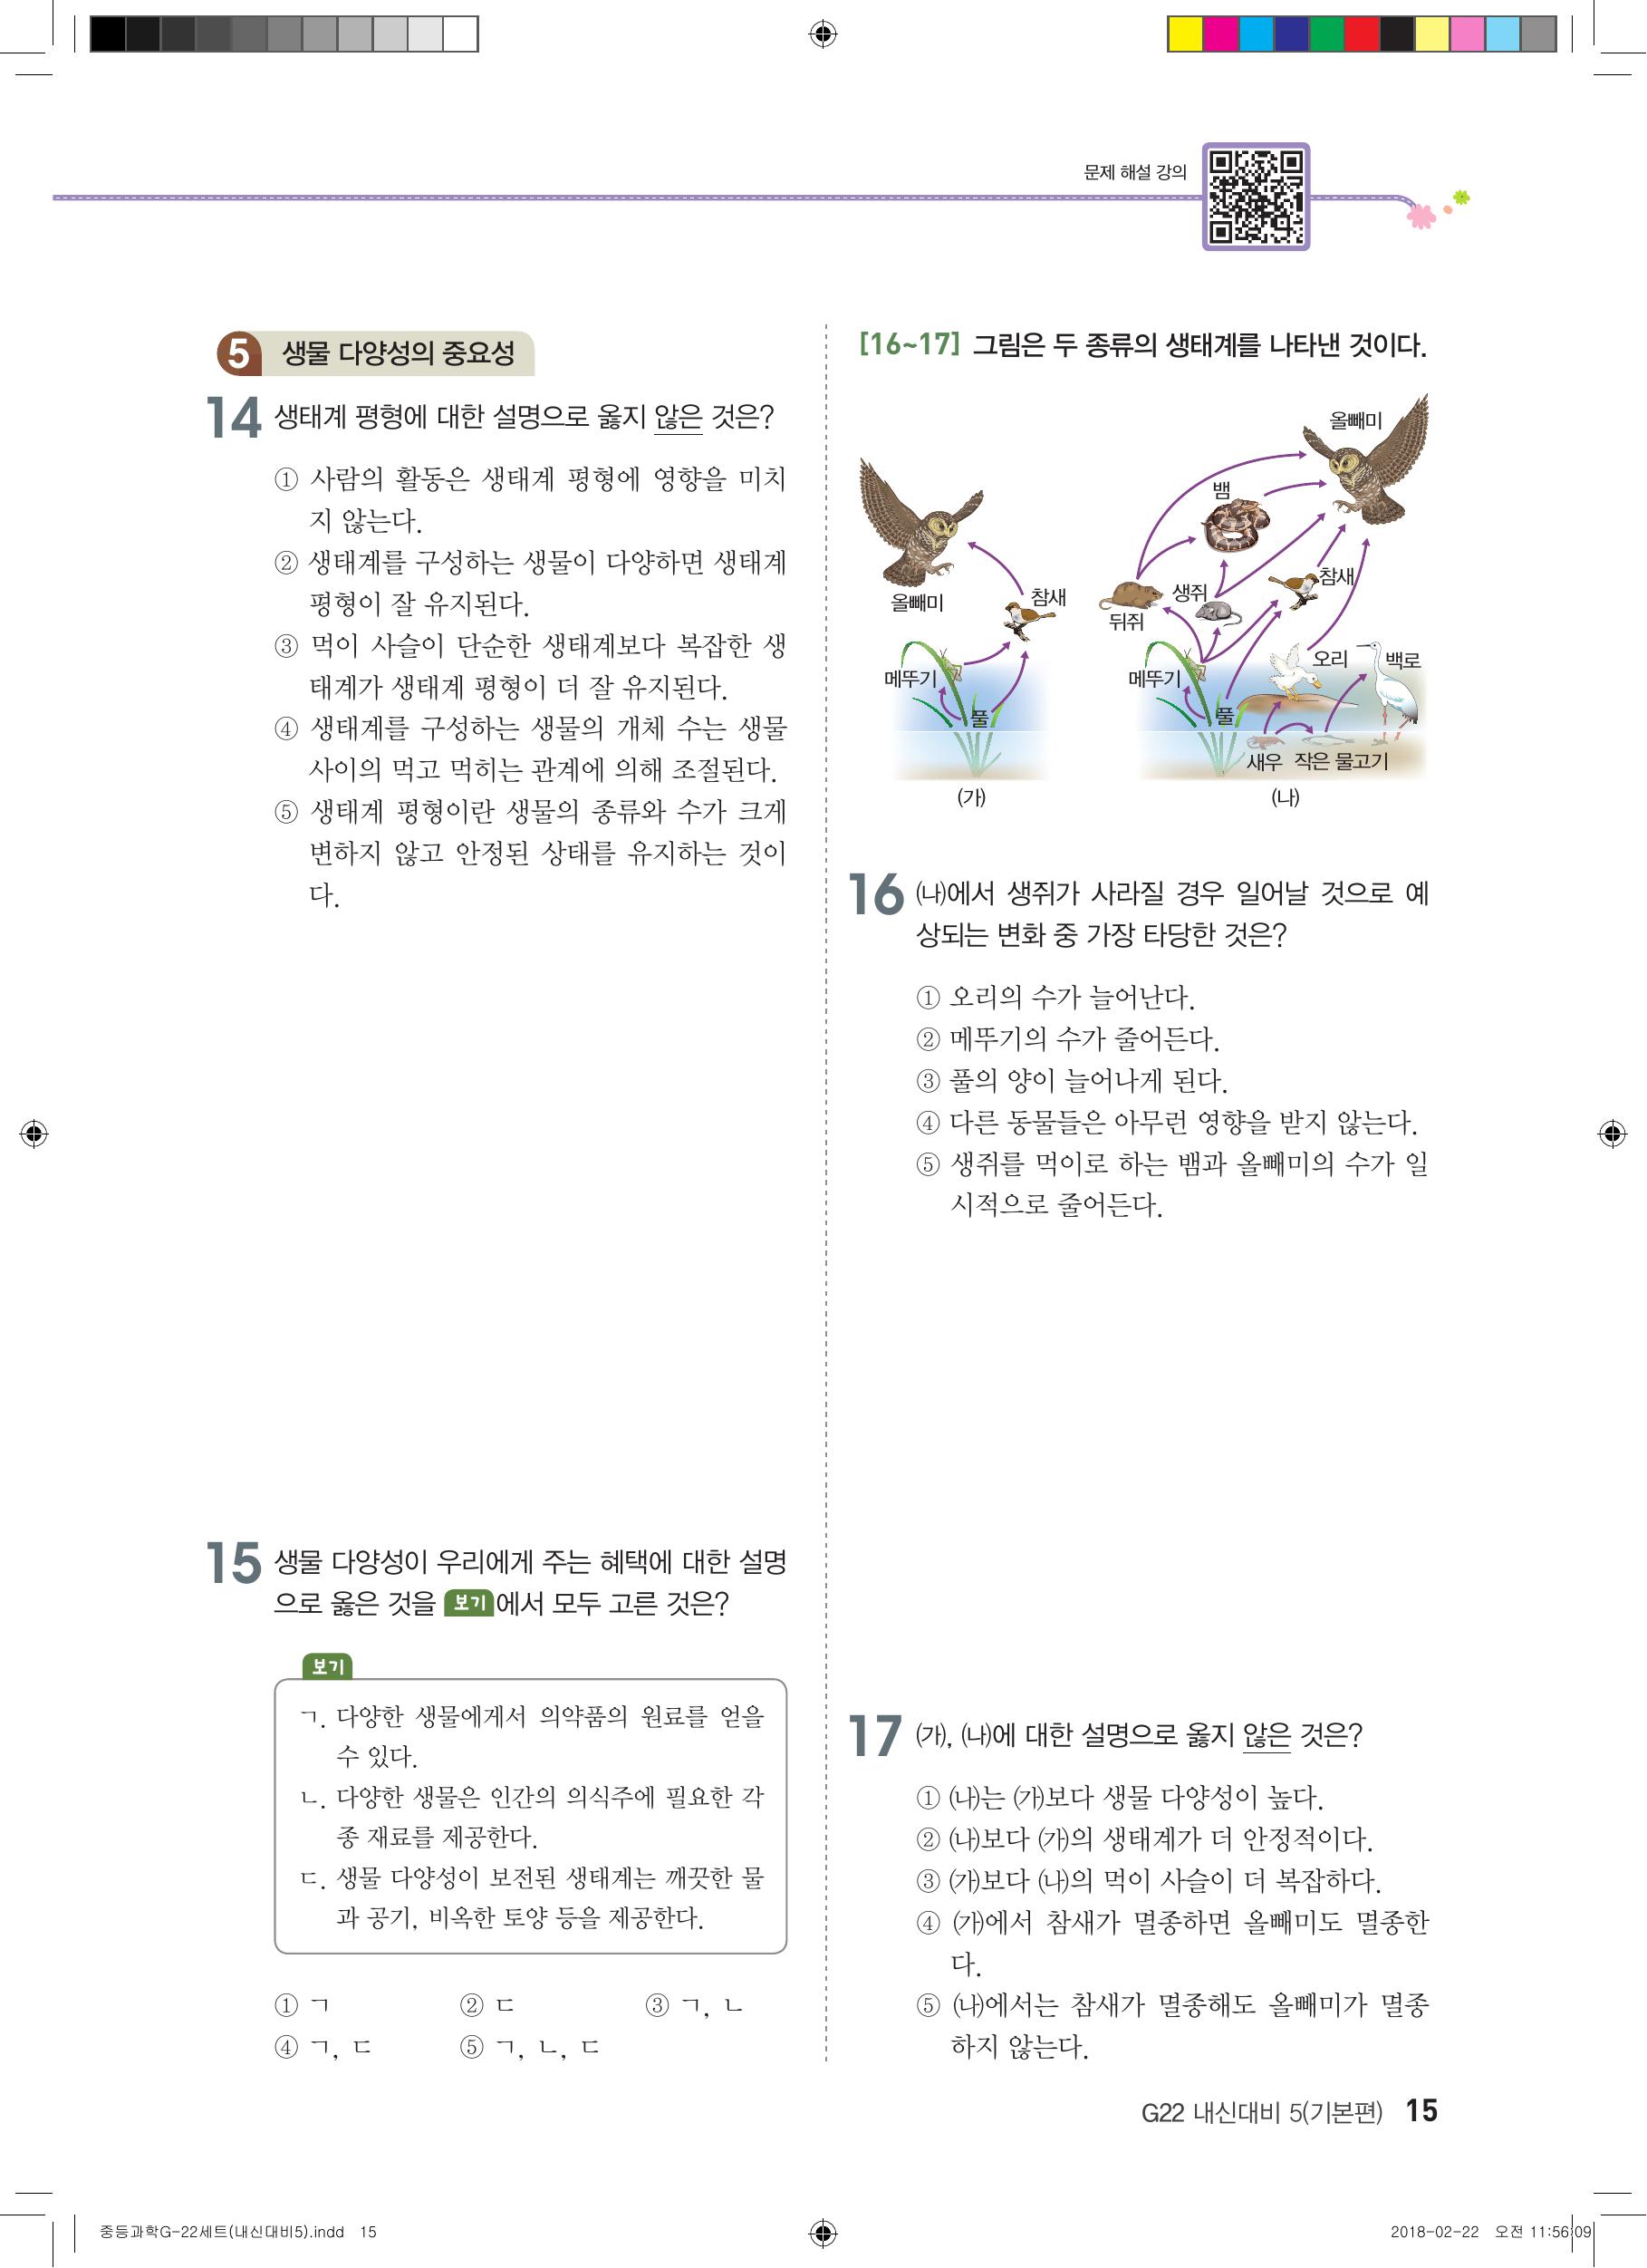 문제 해설 강의
5 생물 다양성의 중요성
14 생태계 평형에 대한 설명으로 옳지 않은 것은?
① 사람의 활동은 생태계 평형에 영향을 미치
지 않는다.
② 생태계를 구성하는 생물이 다양하면 생태계
평형이 잘 유지된다.
③ 먹이 사슬이 단순한 생태계보다 복잡한 생
태계가 생태계 평형이 더 잘 유지된다.
④ 생태계를 구성하는 생물의 개체 수는 생물
사이의 먹고 먹히는 관계에 의해 조절된다.
⑤ 생태계 평형이란 생물의 종류와 수가 크게
변하지 않고 안정된 상태를 유지하는 것이
다.
15 생물 다양성이 우리에게 주는 혜택에 대한 설명
으로 옳은 것을 보기에서 모두 고른 것은?
보기
ㄱ. 다양한 생물에게서 의약품의 원료를 얻을
수 있다.
ㄴ. 다양한 생물은 인간의 의식주에 필요한 각
종 재료를 제공한다.
ㄷ. 생물 다양성이 보전된 생태계는 깨끗한 물
과 공기, 비옥한 토양 등을 제공한다.
① ㄱ ② ㄷ ③ ㄱ, ㄴ
④ ㄱ, ㄷ ⑤ ㄱ, ㄴ, ㄷ
[16~17] 그림은 두 종류의 생태계를 나타낸 것이다.
올빼미
참새
메뚜기
풀
(가)
올빼미
뱀
참새
생쥐
뒤쥐
오리
백로
메뚜기
풀
새우
작은 물고기
(나)
16 (나)에서 생쥐가 사라질 경우 일어날 것으로 예
상되는 변화 중 가장 타당한 것은?
① 오리의 수가 늘어난다.
② 메뚜기의 수가 줄어든다.
③ 풀의 양이 늘어나게 된다.
④ 다른 동물들은 아무런 영향을 받지 않는다.
⑤ 생쥐를 먹이로 하는 뱀과 올빼미의 수가 일
시적으로 줄어든다.
17 (가), (나)에 대한 설명으로 옳지 않은 것은?
① (나)는 (가)보다 생물 다양성이 높다.
② (나)보다 (가)의 생태계가 더 안정적이다.
③ (가)보다 (나)의 먹이 사슬이 더 복잡하다.
④ (가)에서 참새가 멸종하면 올빼미도 멸종한
다.
⑤ (나)에서는 참새가 멸종해도 올빼미가 멸종
하지 않는다.
G22 내신대비 5(기본편) 15
중등과학G-22세트(내신대비5).indd 15
2018-02-22 오전 11:56:09